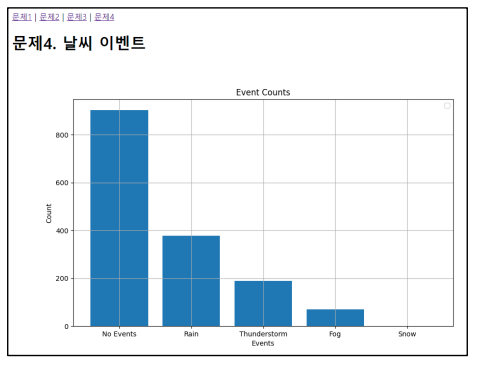 문제1 | 문제2 | 문제3 | 문제4
문제4. 날씨 이벤트
Event Counts
800
600
400
200
0
Count
No Events Rain Thunderstorm Fog Snow
Events